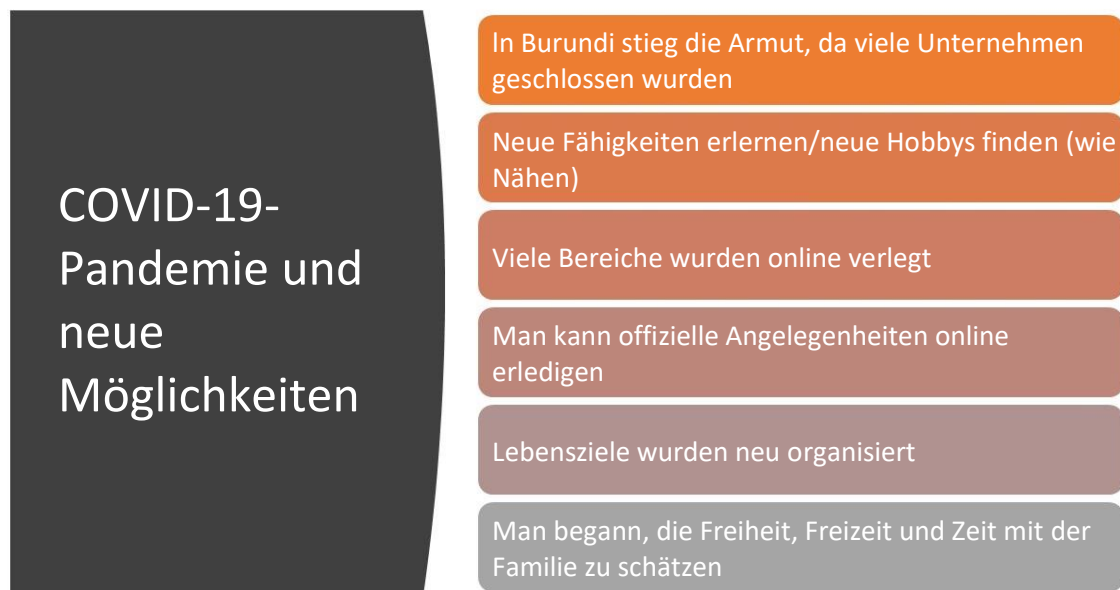 COVID-19-
Pandemie und
neue
Möglichkeiten
In Burundi stieg die Armut, da viele Unternehmen
geschlossen wurden
Neue Fähigkeiten erlernen/neue Hobbys finden (wie
Nähen)
Viele Bereiche wurden online verlegt
Man kann offizielle Angelegenheiten online
erledigen
Lebensziele wurden neu organisiert
Man begann, die Freiheit, Freizeit und Zeit mit der
Familie zu schätzen